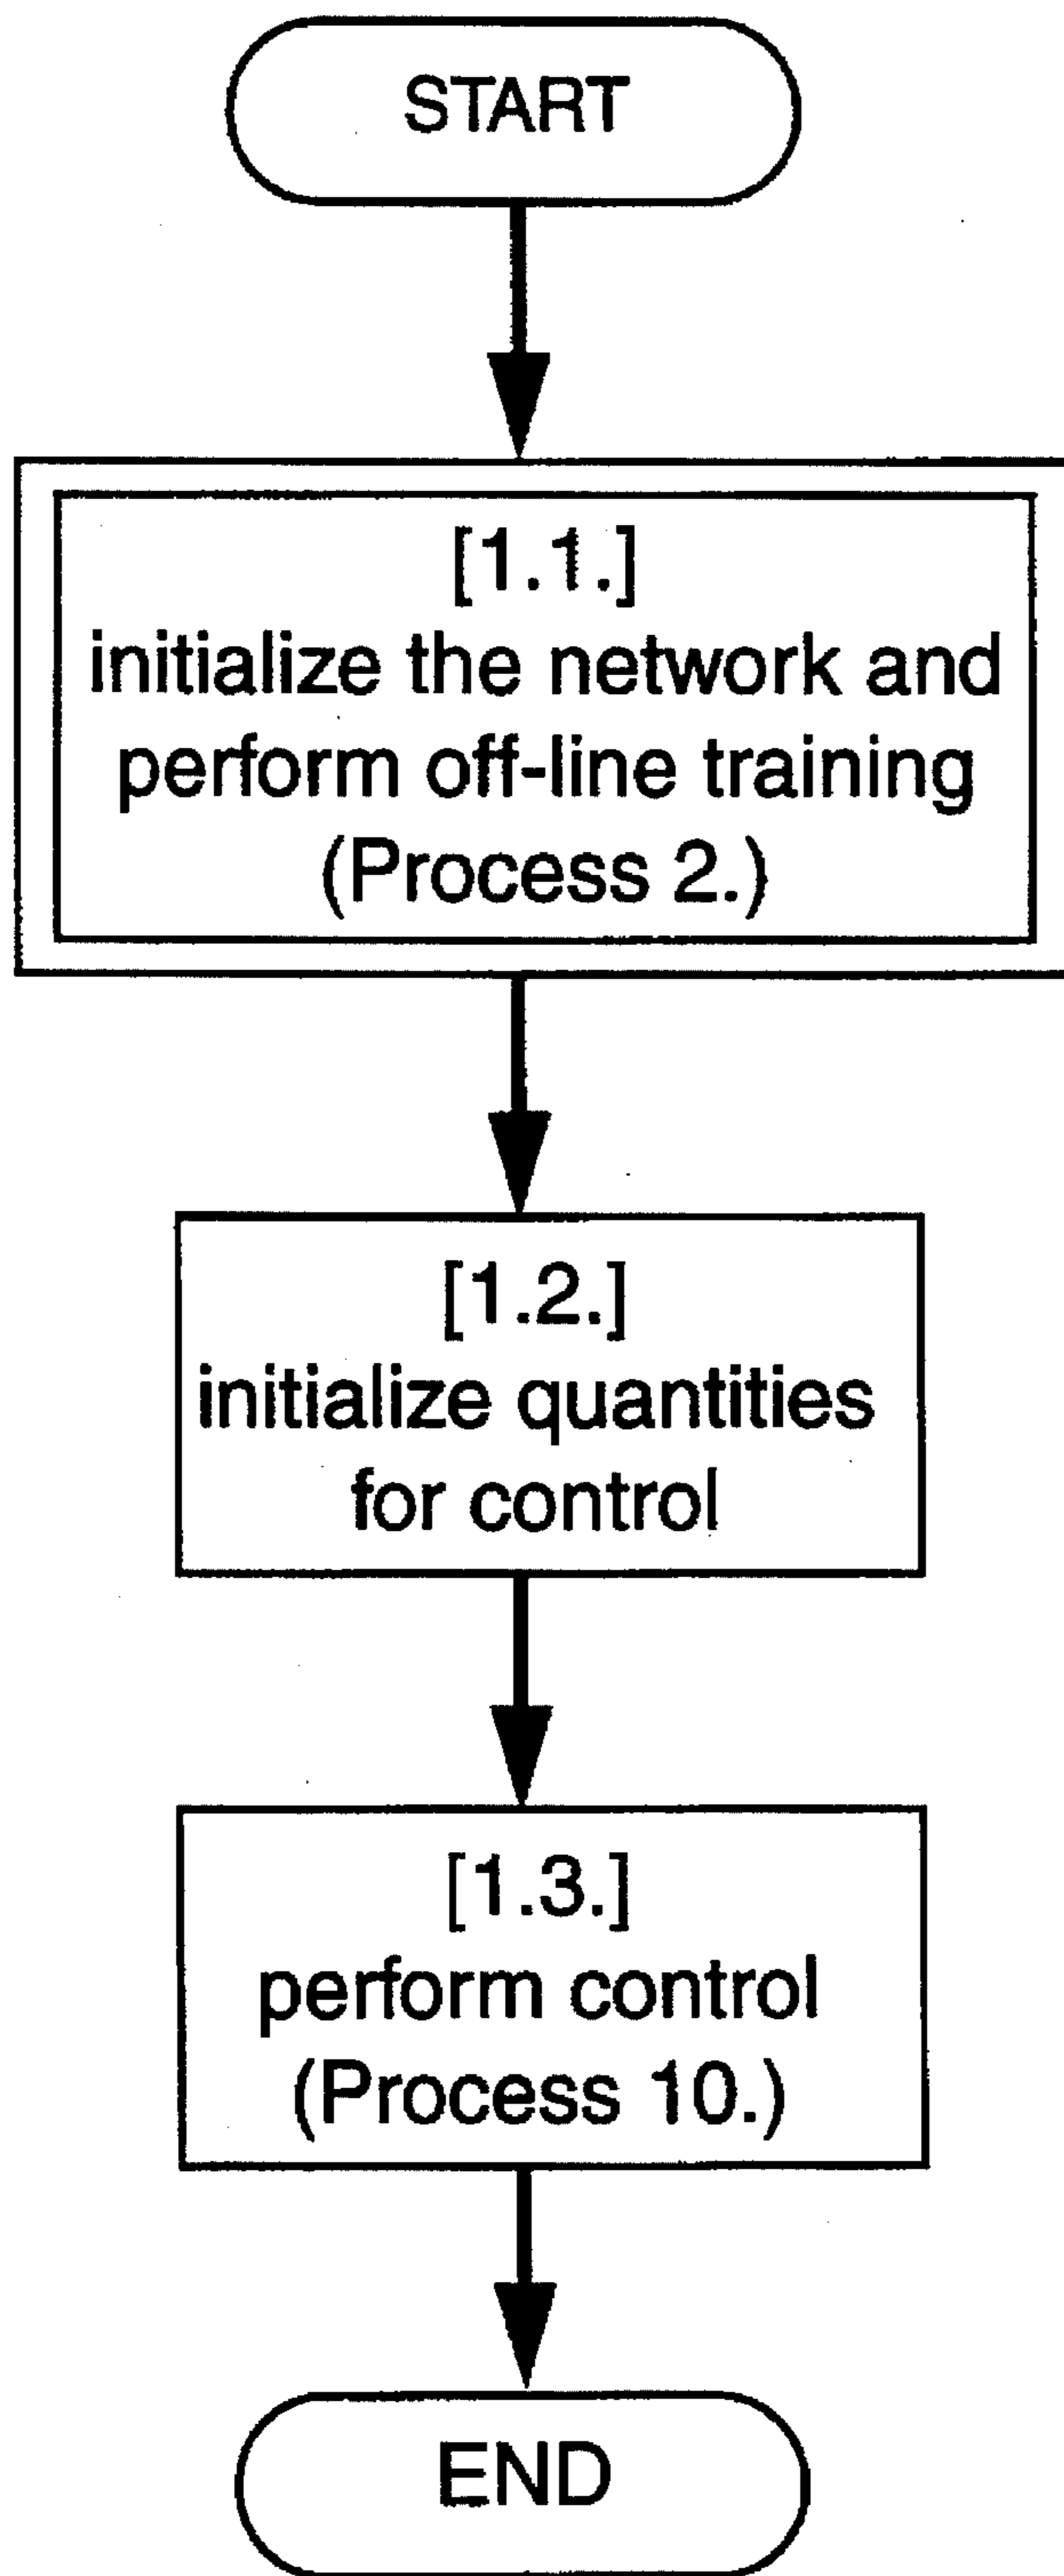 START
[1.1.]
initialize the network and
perform off-line training
(Process 2.)
[1.2.]
initialize quantities
for control
[1.3.]
perform control
(Process 10.)
END